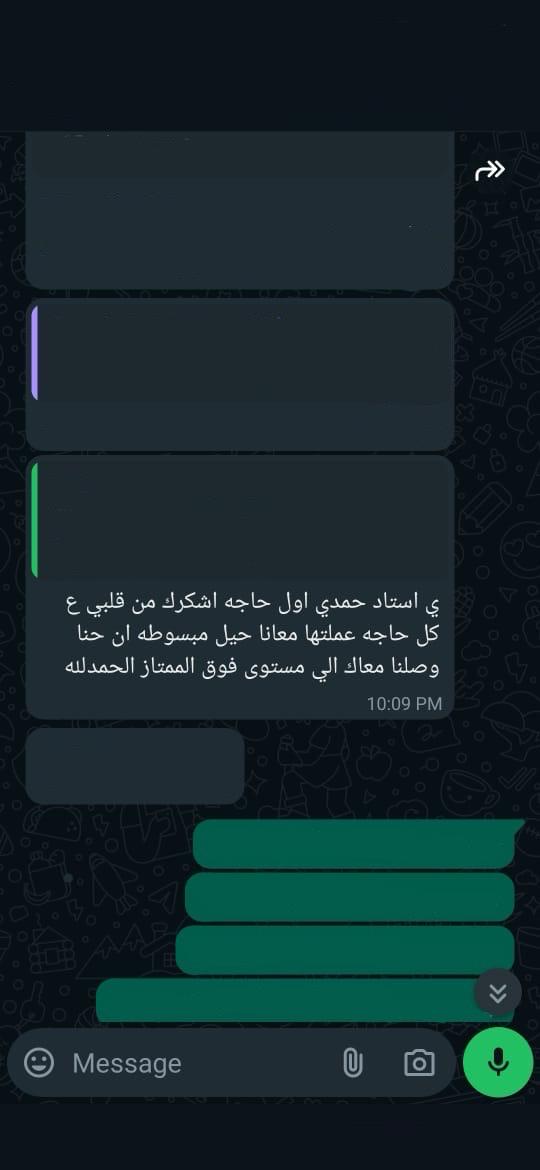 ي استاد حمدي اول حاجه اشكرك من قلبي ع
كل حاجه عملتها معانا حيل مبسوطه ان حنا
وصلنا معاك الي مستوى فوق الممتاز الحمدلله
10:09 PM
Message